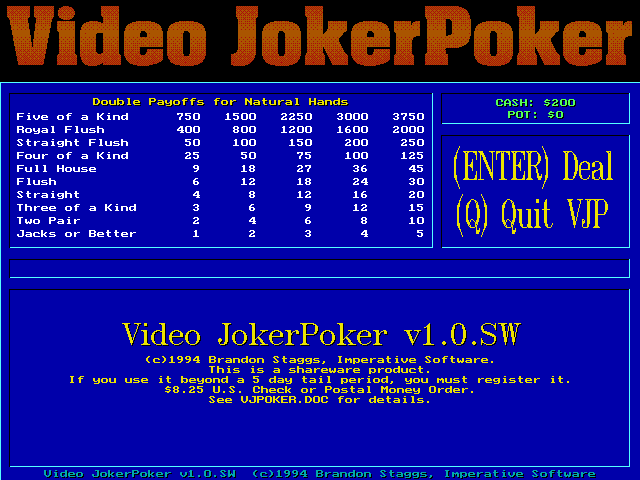 Video JokerPoker
Double Payoffs for Natural Hands
Five of a Kind 750 1500 2250 3000 3750
Royal Flush 400 800 1200 1600 2000
Straight Flush 50 100 150 200 250
Four of a Kind 25 50 75 100 125
Full House 9 18 27 36 45
Flush 6 12 18 24 30
Straight 4 8 12 16 20
Three of a Kind 3 6 9 12 15
Two Pair 2 4 6 8 10
Jacks or Better 1 2 3 4 5
CASH: $200
POT: $0
(ENTER) Deal
(Q) Quit VJP
Video JokerPoker v1.0.SW
(c)1994 Brandon Staggs, Imperative Software.
This is a shareware product.
If you use it beyond a 5 day tail period, you must register it.
$8.25 U.S. Check or Postal Money Order.
See VJPOKER.DOC for details.
Video JokerPoker v1.0.SW (c)1994 Brandon Staggs, Imperative Software